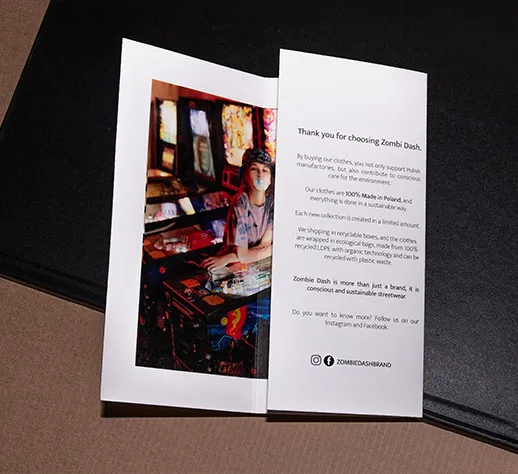 Thank you for choosing Zombi Dash.
By buying our clothes, you not only support Polish
manufactories, but also contribute to conscious
care for the environment.
Our clothes are 100% Made in Poland, and
everything is done in a sustainable way.
Each new collection is created in a limited amount.
We shipping in recyclable boxes, and the clothes
are wrapped in ecological bags, made from 100%
recycled LDPE with organic technology and can be
recycled with plastic waste.
Zombie Dash is more than just a brand, it is
conscious and sustainable streetwear.
Do you want to know more? Follow us on our
Instagram and Facebook.
ZOMBIEDASHBRAND